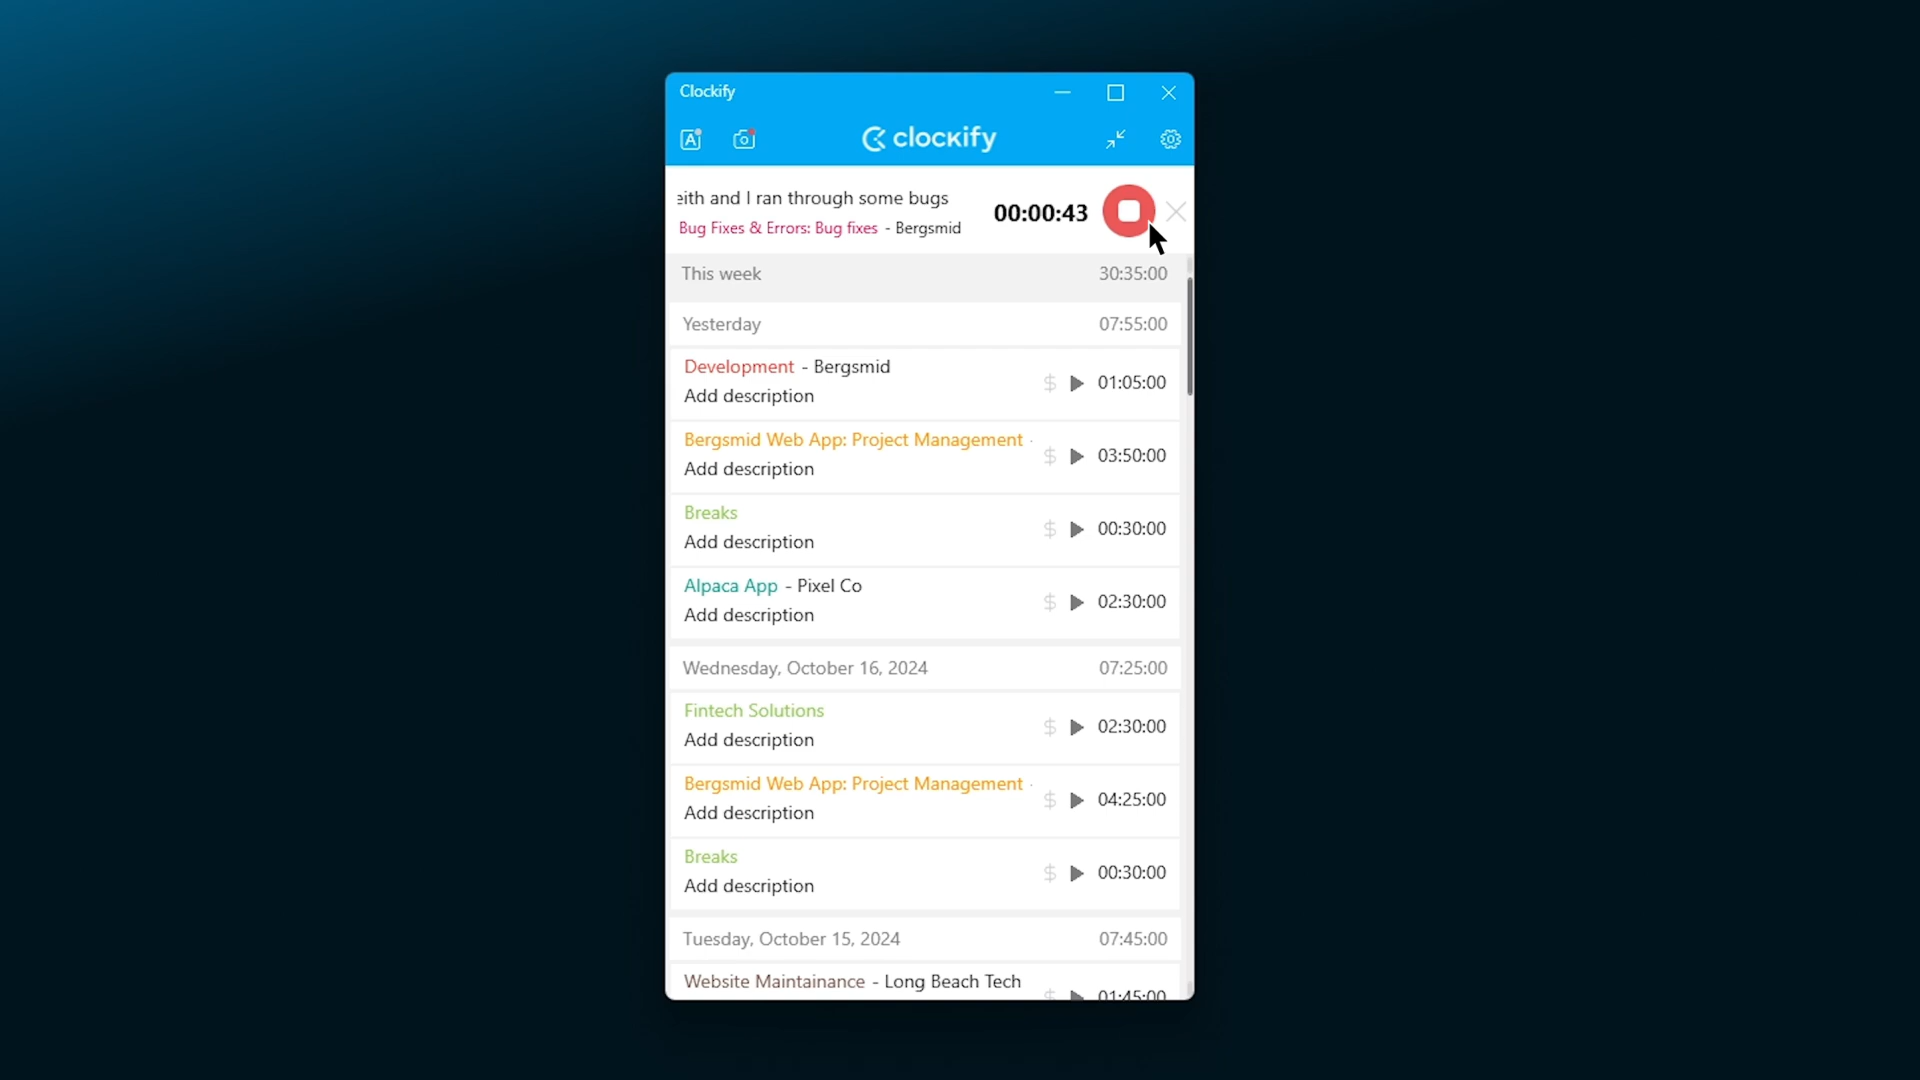 Clockify
clockify
eith and I ran through some bugs
00:00:43
Bug Fixes & Errors: Bug fixes - Bergsmid
This week 30:35:00
Yesterday 07:55:00
Development - Bergsmid
Add description
$ 01:05:00
Bergsmid Web App: Project Management
Add description
$ 03:50:00
Breaks
Add description
$ 00:30:00
Alpaca App - Pixel Co
Add description
$ 02:30:00
Wednesday, October 16, 2024 07:25:00
Fintech Solutions
Add description
$ 02:30:00
Bergsmid Web App: Project Management
Add description
$ 04:25:00
Breaks
Add description
$ 00:30:00
Tuesday, October 15, 2024 07:45:00
Website Maintainance - Long Beach Tech
$ 01:45:00